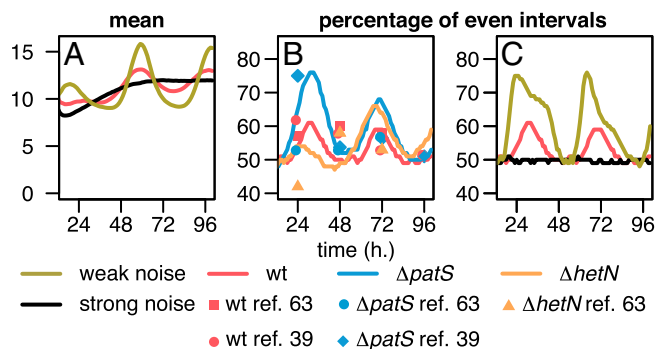 mean percentage of even intervals
A B C
15 10 5 0
80 70 60 50 40
80 70 60 50 40
24 48 72 96 24 48 72 96 24 48 72 96
time (h.)
weak noise wt ΔpatS ΔhetN
strong noise wt ref. 63 ΔpatS ref. 63 ΔhetN ref. 63
wt ref. 39 ΔpatS ref. 39